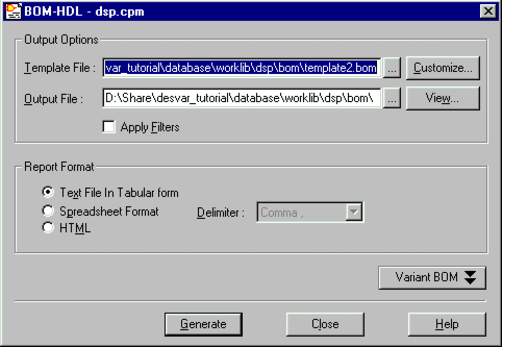 BOM-HDL - dsp.cpm
Output Options
Template File : var_tutorial\database\worklib\dsp\bom\template2.bom ... Customize...
Output File : D:\Share\desvar_tutorial\database\worklib\dsp\bom\ ... View...
Apply Filters
Report Format
Text File In Tabular form
Spreadsheet Format Delimiter : Comma ,
HTML
Variant BOM
Generate Close Help